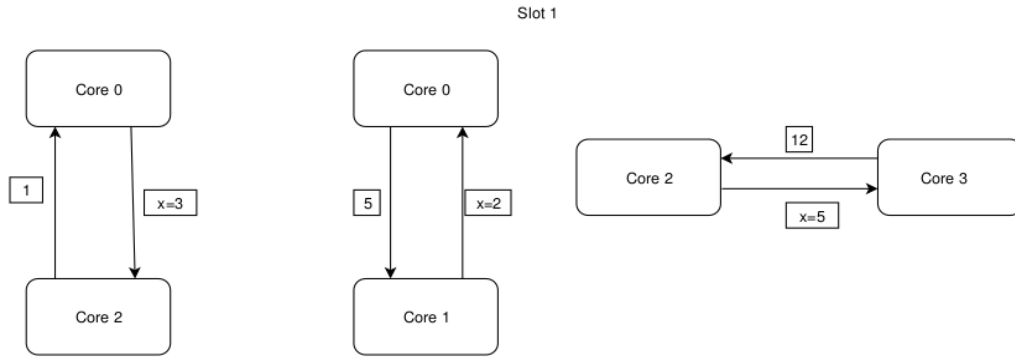 Slot 1
Core 0
1
x=3
Core 2
Core 0
5
x=2
Core 1
12
Core 2
Core 3
x=5